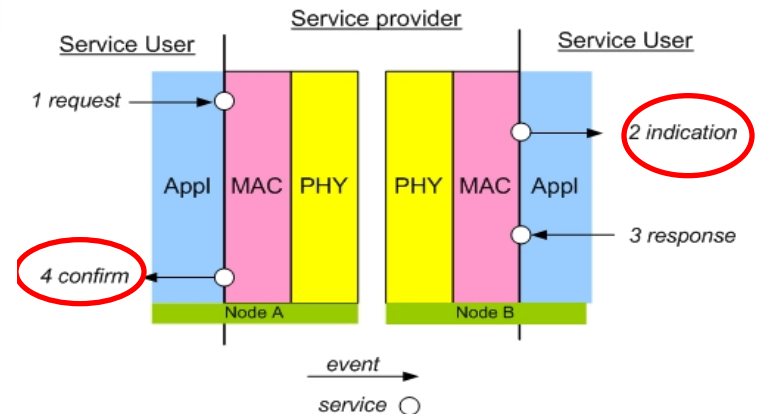 Service provider
Service User
Service User
1 request
2 indication
Appl MAC PHY
PHY MAC Appl
3 response
4 confirm
Node A
Node B
event
service